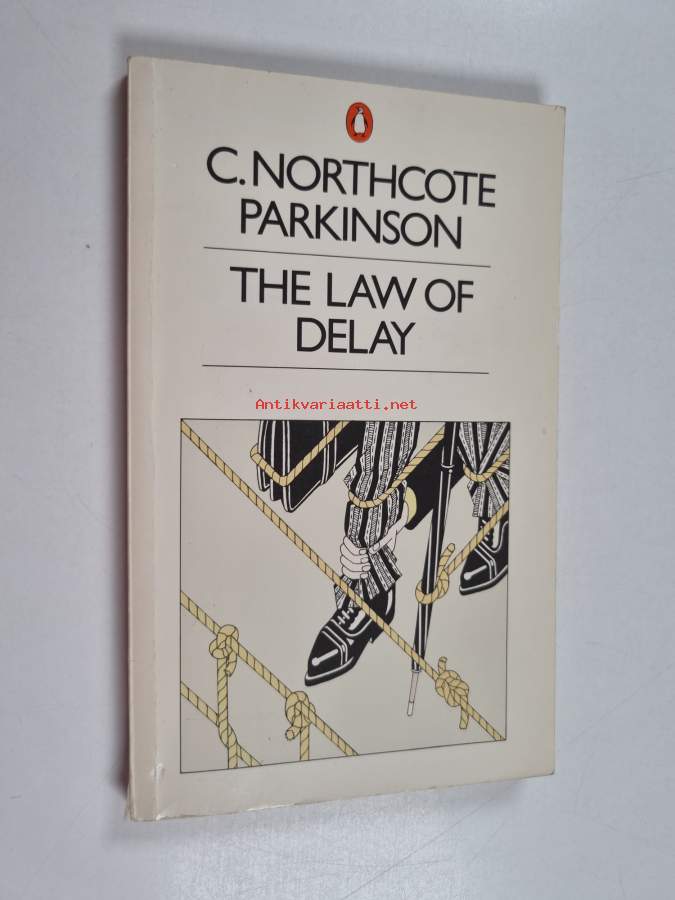 C.NORTHCOTE
PARKINSON
THE LAW OF
DELAY
Antikvariaatti.net